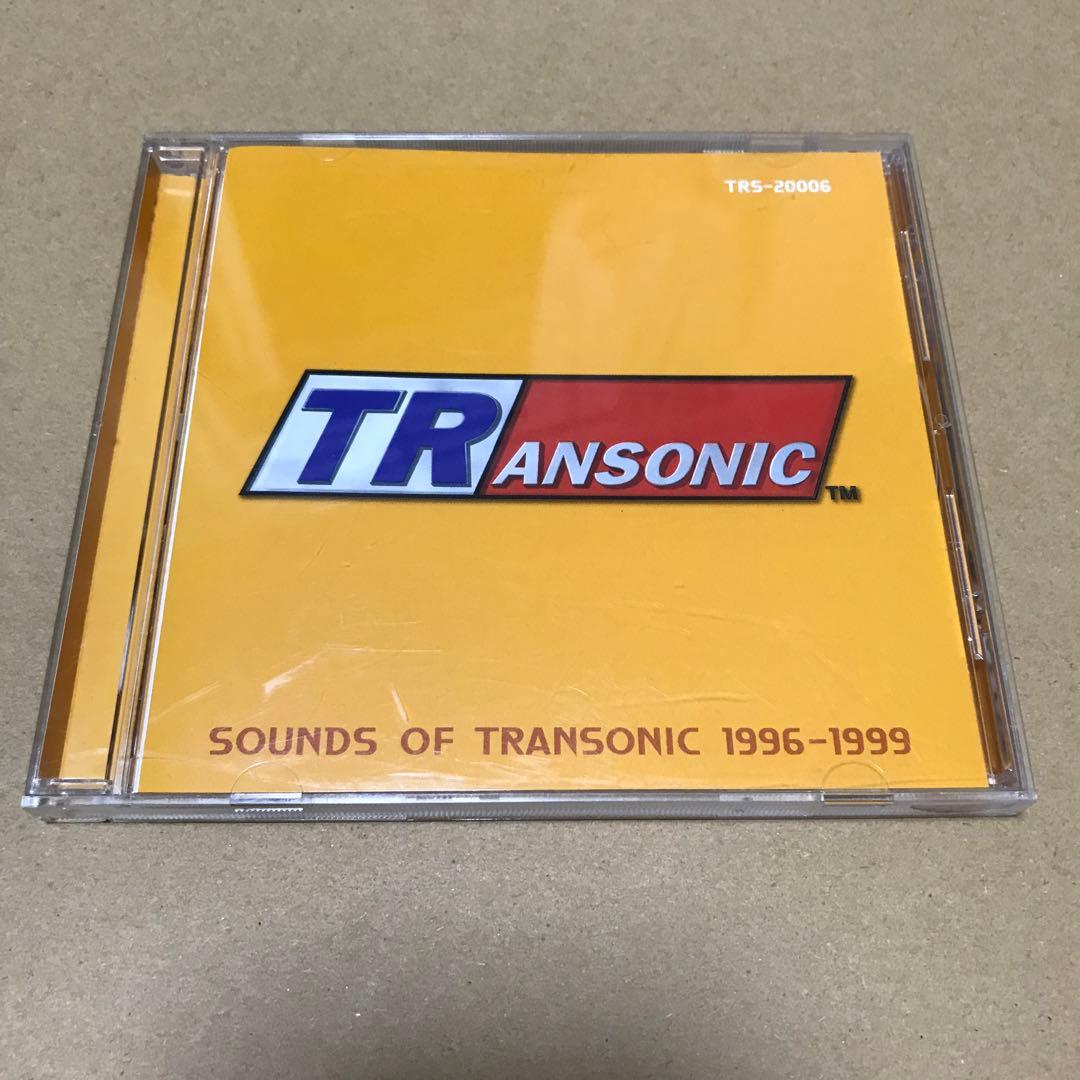 TRS-20006
TRANSONIC TM
SOUNDS OF TRANSONIC 1996-1999